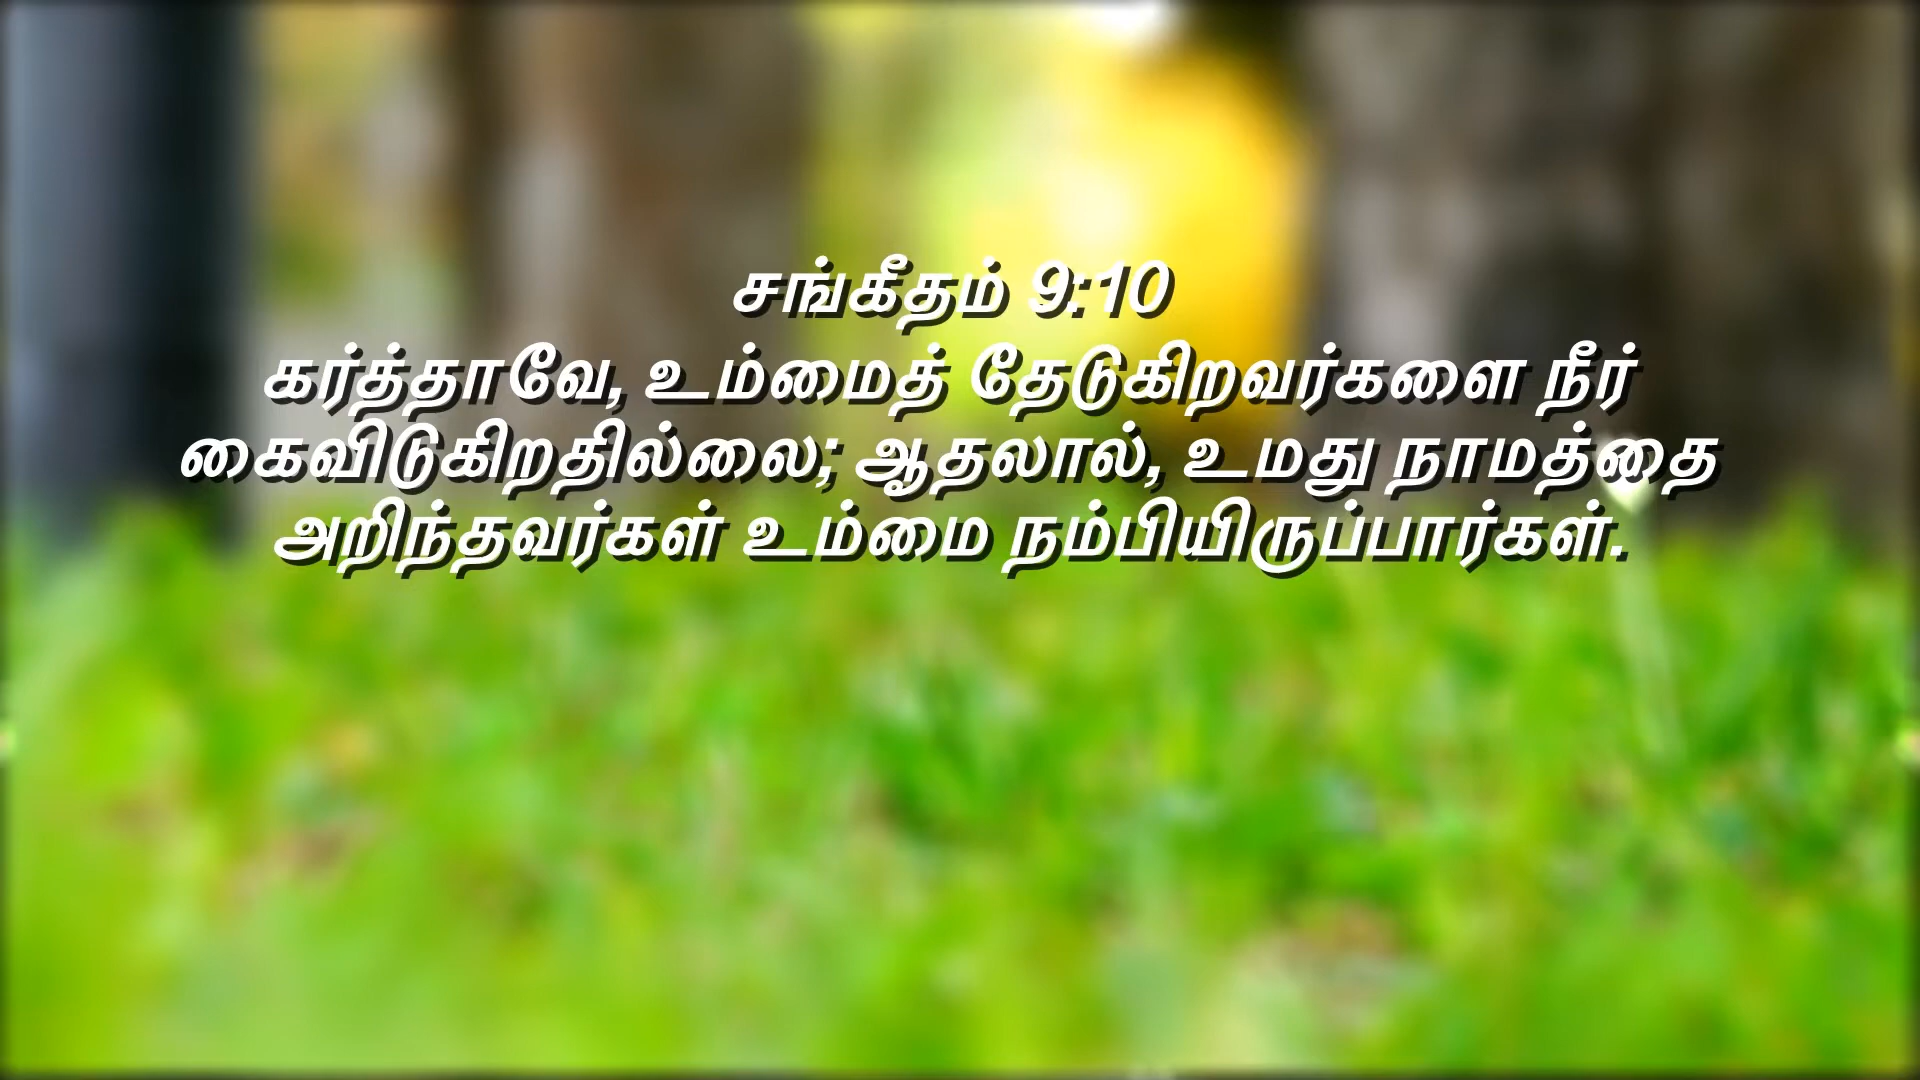 சங்கீதம் 9:10
கர்த்தாவே, உம்மைத் தேடுகிறவர்களை நீர்
கைவிடுகிறதில்லை; ஆதலால், உமது நாமத்தை
அறிந்தவர்கள் உம்மை நம்பியிருப்பார்கள்.